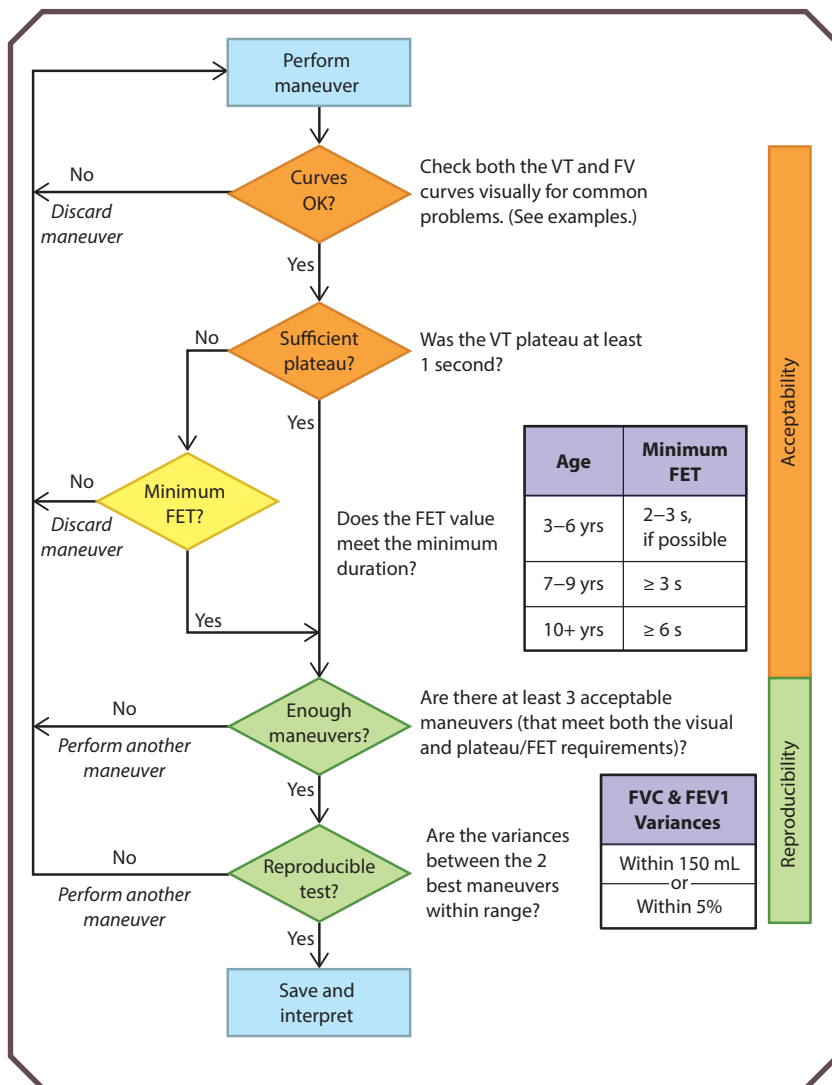 Perform
maneuver
Curves
OK?
No
Discard
maneuver
Check both the VT and FV
curves visually for common
problems. (See examples.)
Yes
Sufficient
plateau?
No
Was the VT plateau at least
1 second?
Yes
Minimum
FET?
No
Discard
maneuver
Does the FET value
meet the minimum
duration?
Age
Minimum
FET
3–6 yrs
2–3 s,
if possible
7–9 yrs
≥ 3 s
10+ yrs
≥ 6 s
Acceptability
Yes
Enough
maneuvers?
No
Perform another
maneuver
Are there at least 3 acceptable
maneuvers (that meet both the visual
and plateau/FET requirements)?
Yes
Reproducible
test?
No
Perform another
maneuver
Are the variances
between the 2
best maneuvers
within range?
FVC & FEV1
Variances
Within 150 mL
or
Within 5%
Reproducibility
Yes
Save and
interpret